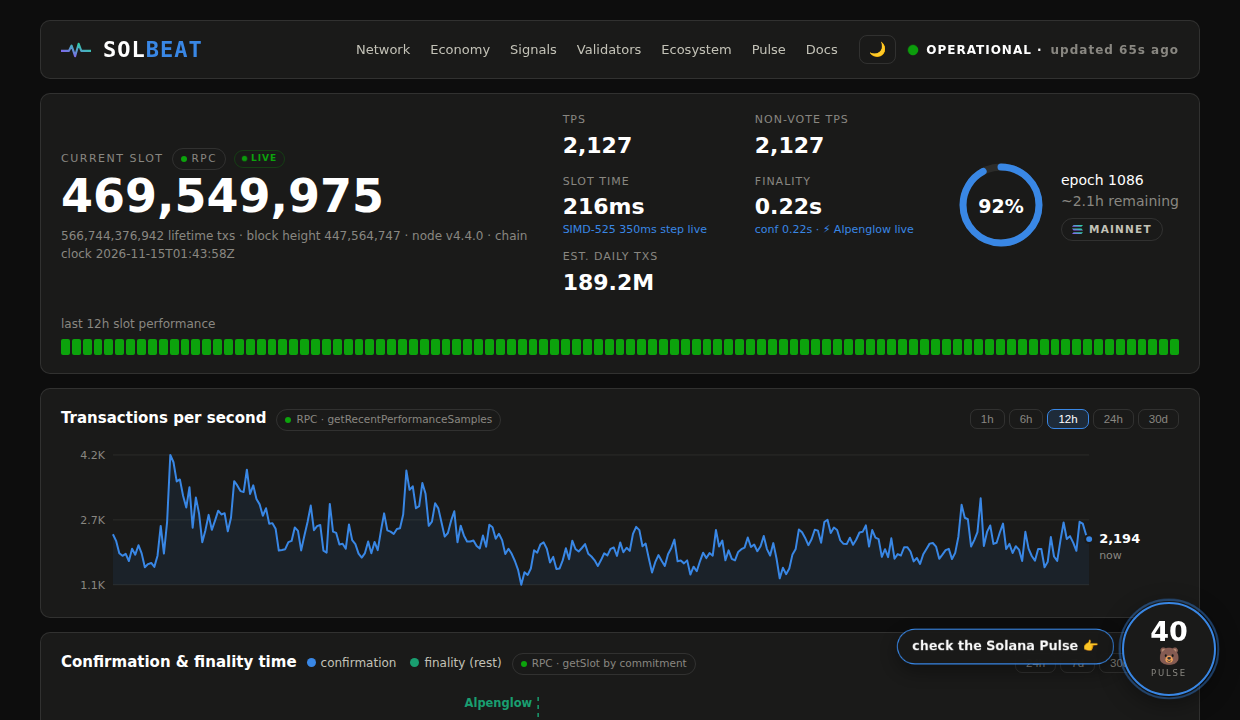 SOLBEAT
Network Economy Signals Validators Ecosystem Pulse Docs
OPERATIONAL · updated 65s ago
CURRENT SLOT RPC LIVE
469,549,975
566,744,376,942 lifetime txs · block height 447,564,747 · node v4.4.0 · chain
clock 2026-11-15T01:43:58Z
TPS
2,127
NON-VOTE TPS
2,127
SLOT TIME
216ms
SIMD-525 350ms step live
FINALITY
0.22s
conf 0.22s · ⚡ Alpenglow live
EST. DAILY TXS
189.2M
92%
epoch 1086
~2.1h remaining
MAINNET
last 12h slot performance
Transactions per second RPC · getRecentPerformanceSamples
1h 6h 12h 24h 30d
4.2K
2.7K
1.1K
2,194
now
Confirmation & finality time confirmation finality (rest) RPC · getSlot by commitment
Alpenglow
check the Solana Pulse 👉
40
PULSE